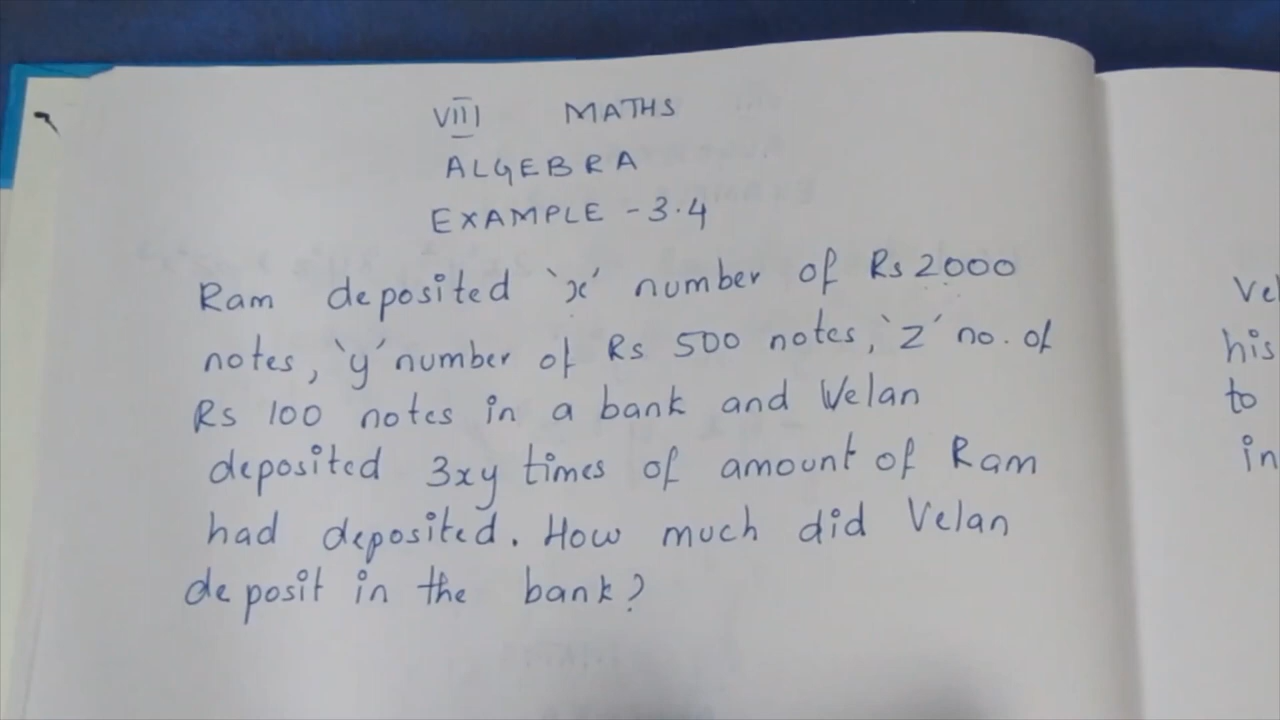 VIII MATHS
ALGEBRA
EXAMPLE - 3.4
Ram deposited 'x' number of Rs 2000
notes, 'y' number of Rs 500 notes, 'z' no. of
Rs 100 notes in a bank and Velan
deposited 3xy times of amount of Ram
had deposited. How much did Velan
deposit in the bank?
his
to
in